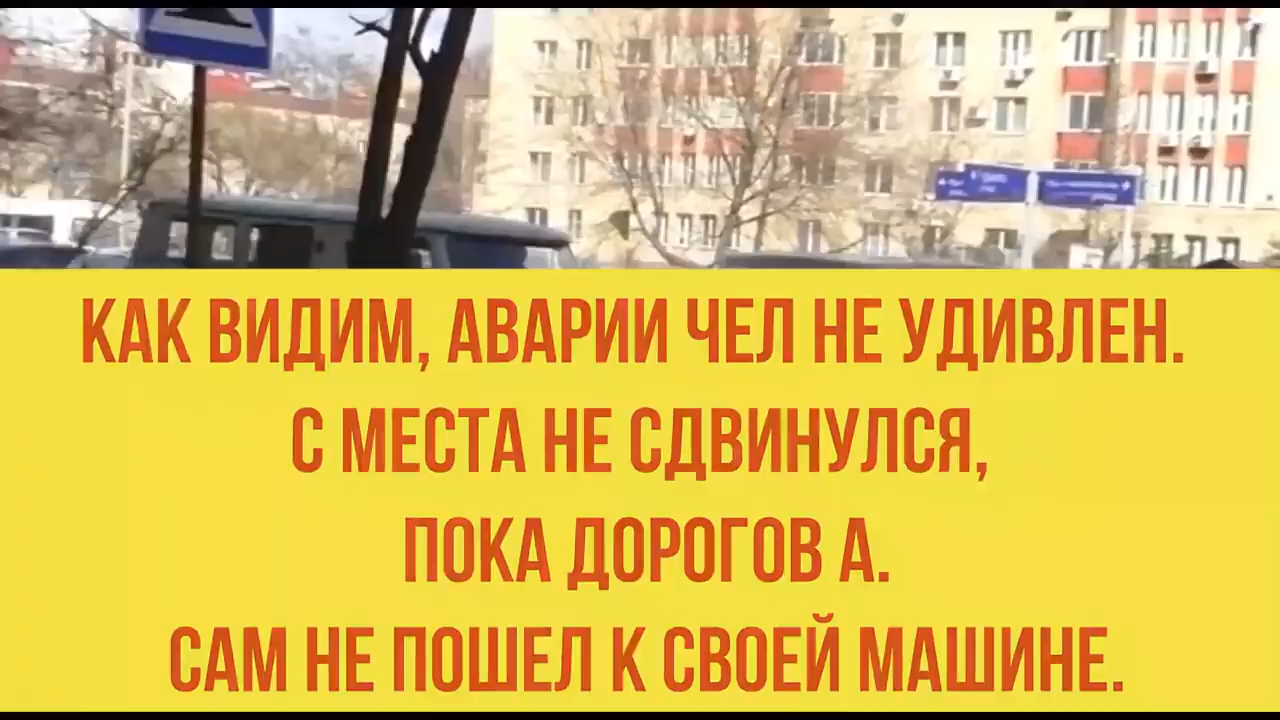 КАК ВИДИМ, АВАРИИ ЧЕЛ НЕ УДИВЛЕН.
С МЕСТА НЕ СДВИНУЛСЯ,
ПОКА ДОРОГОВ А.
САМ НЕ ПОШЕЛ К СВОЕЙ МАШИНЕ.